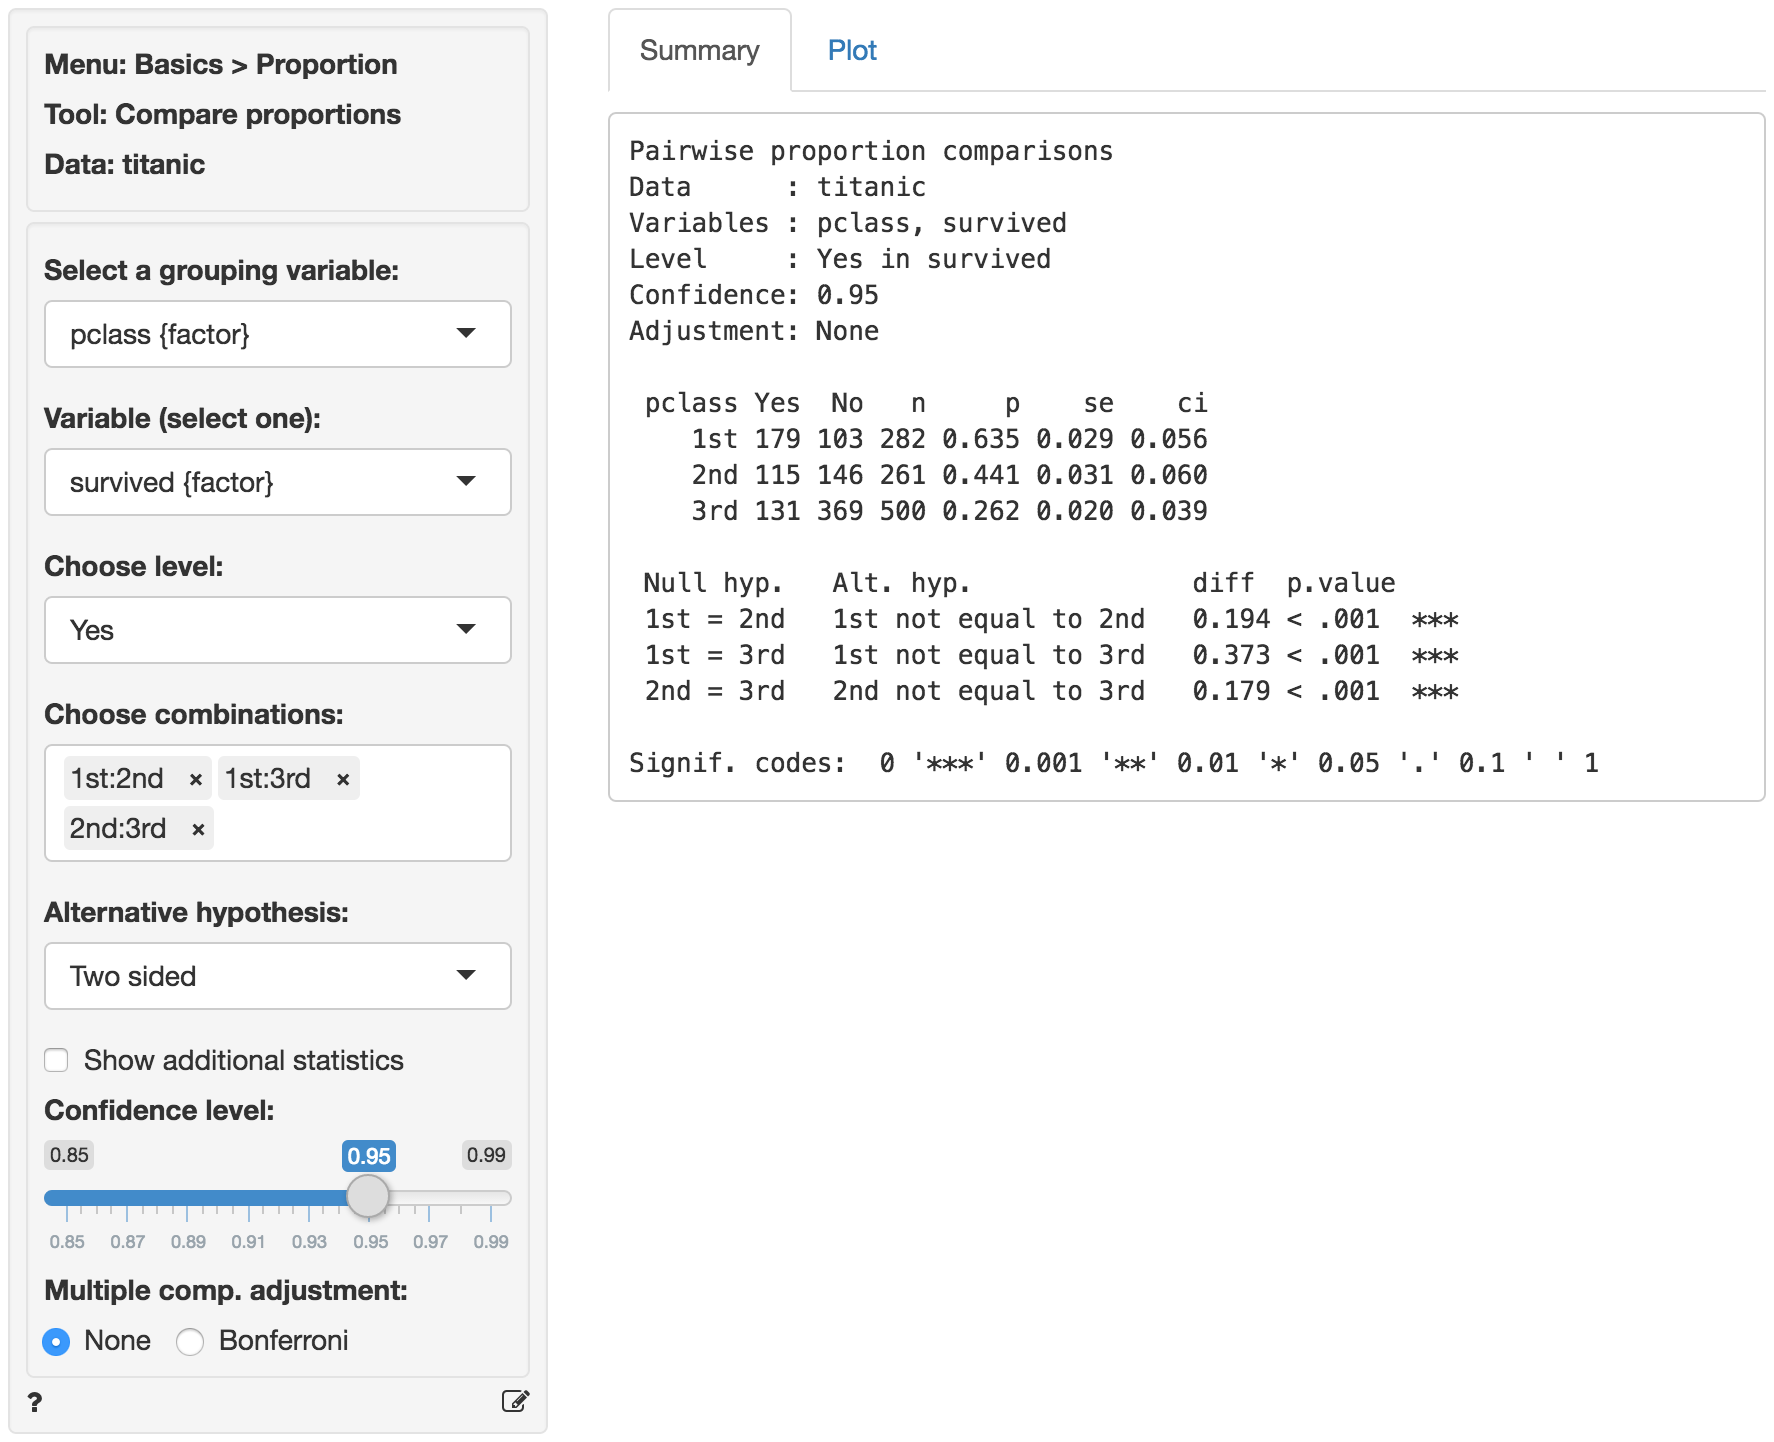 Menu: Basics > Proportion
Tool: Compare proportions
Data: titanic
Select a grouping variable:
pclass {factor}
Variable (select one):
survived {factor}
Choose level:
Yes
Choose combinations:
1st:2nd × 1st:3rd ×
2nd:3rd ×
Alternative hypothesis:
Two sided
Show additional statistics
Confidence level:
0.85 0.95 0.99
0.85 0.87 0.89 0.91 0.93 0.95 0.97 0.99
Multiple comp. adjustment:
None Bonferroni
?
Summary Plot
Pairwise proportion comparisons
Data      : titanic
Variables : pclass, survived
Level     : Yes in survived
Confidence: 0.95
Adjustment: None
pclass Yes  No   n     p    se    ci
1st 179 103 282 0.635 0.029 0.056
2nd 115 146 261 0.441 0.031 0.060
3rd 131 369 500 0.262 0.020 0.039
Null hyp.   Alt. hyp.              diff  p.value
1st = 2nd   1st not equal to 2nd   0.194 < .001  ***
1st = 3rd   1st not equal to 3rd   0.373 < .001  ***
2nd = 3rd   2nd not equal to 3rd   0.179 < .001  ***
Signif. codes:  0 '***' 0.001 '**' 0.01 '*' 0.05 '.' 0.1 ' ' 1